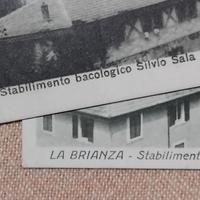 Stabilimento bacologico Silvio Sala
LA BRIANZA - Stabiliment